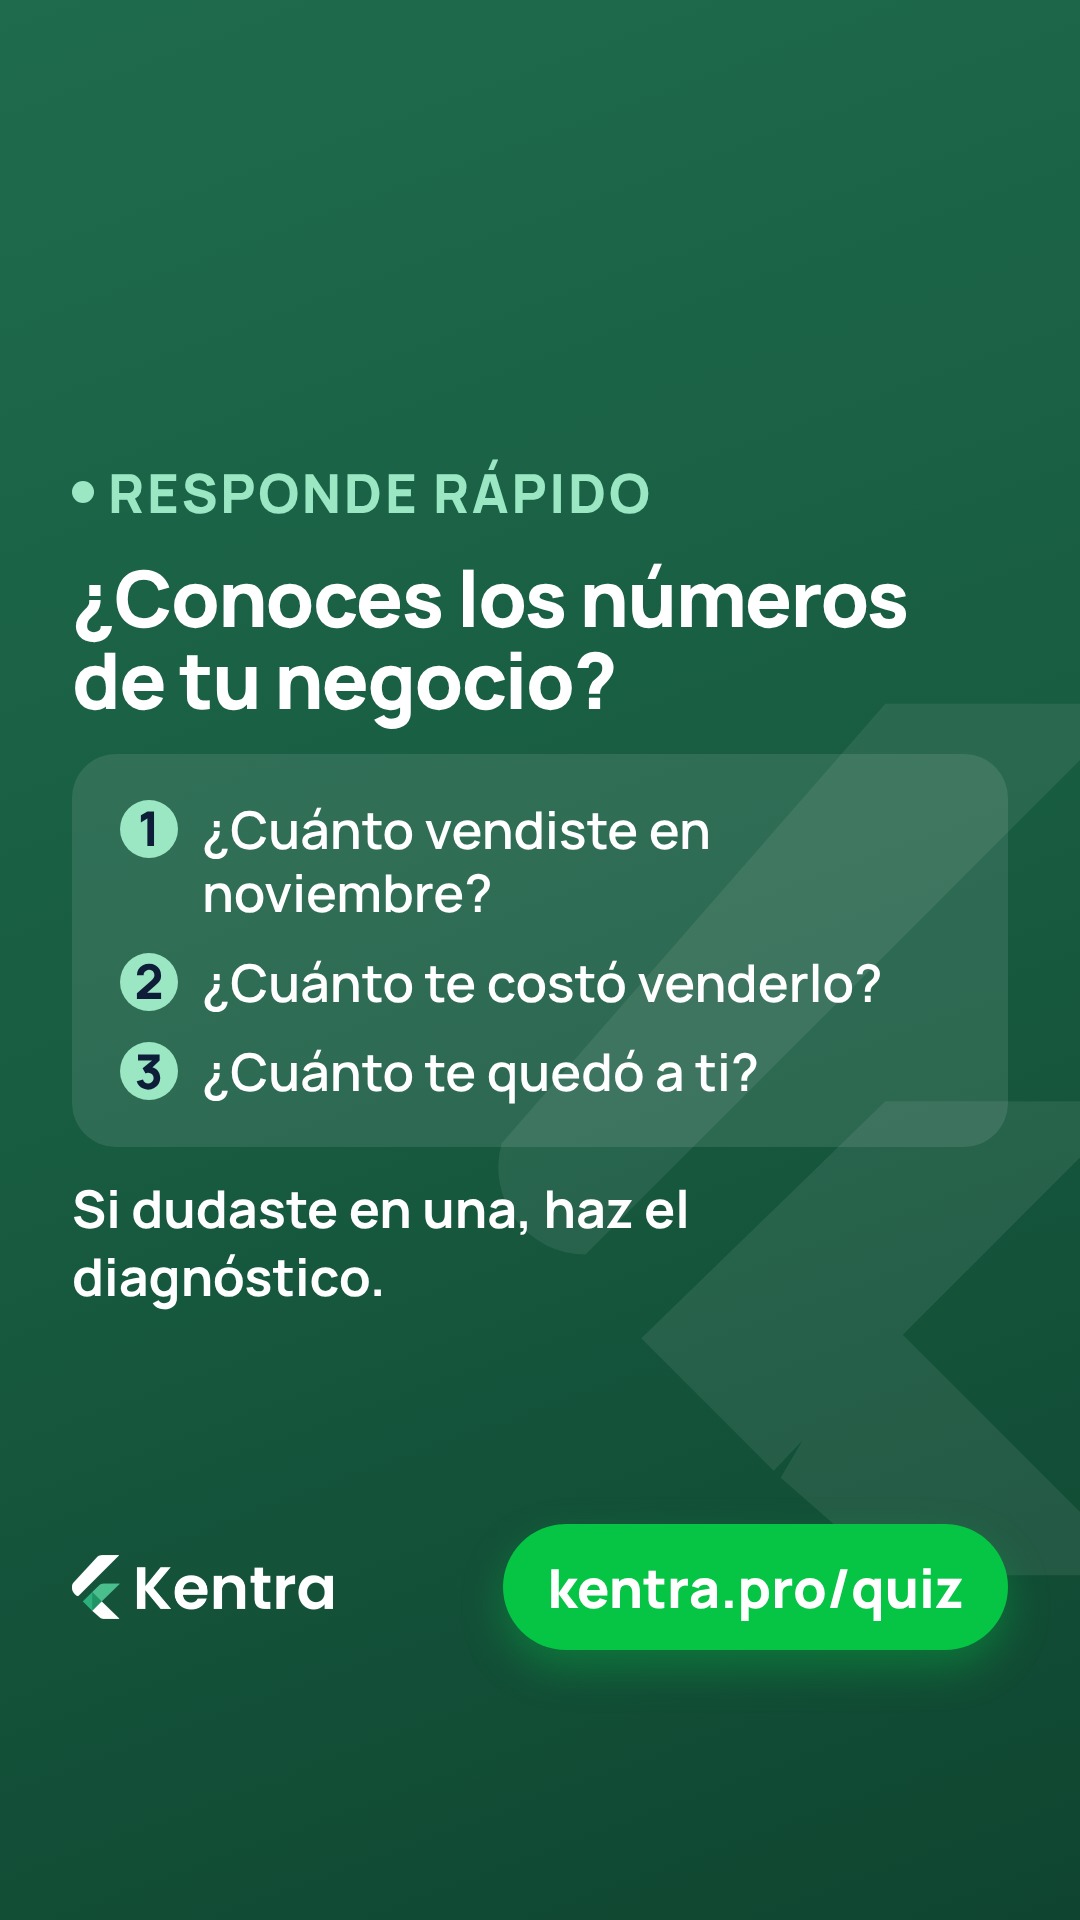 RESPONDE RÁPIDO
¿Conoces los números
de tu negocio?
1 ¿Cuánto vendiste en
noviembre?
2 ¿Cuánto te costó venderlo?
3 ¿Cuánto te quedó a ti?
Si dudaste en una, haz el
diagnóstico.
Kentra
kentra.pro/quiz